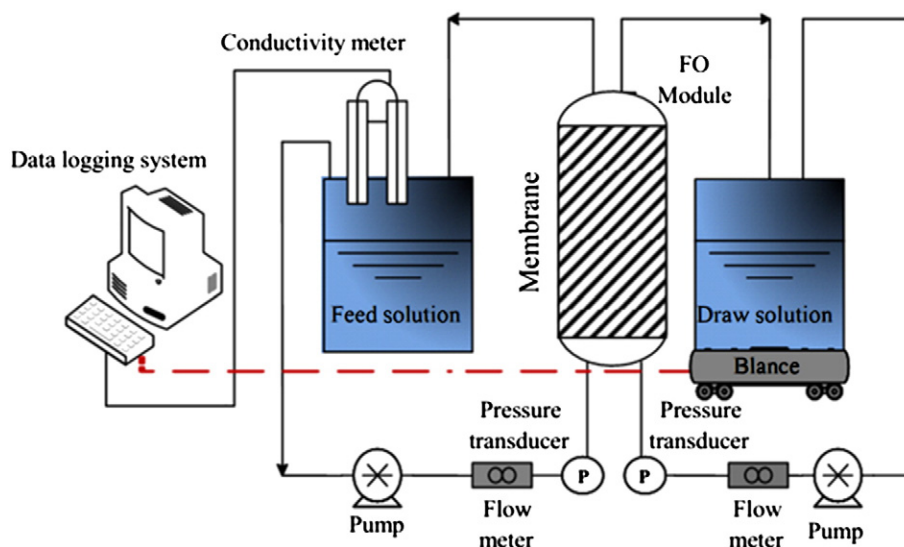 Conductivity meter
FO
Module
Data logging system
Membrane
Feed solution
Draw solution
Blance
Pressure
transducer
Pressure
transducer
P
P
Pump
Flow
meter
Flow
meter
Pump